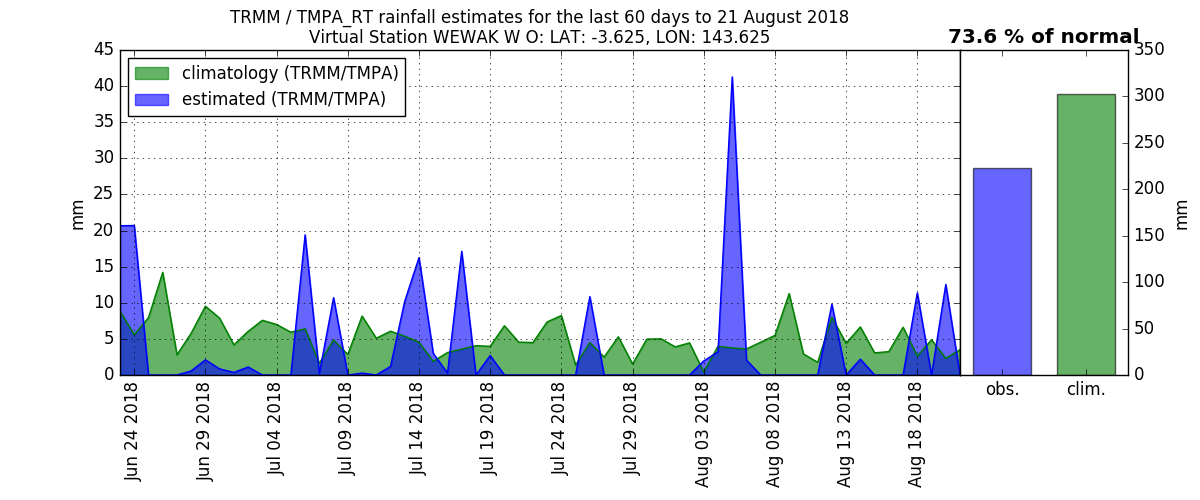 TRMM / TMPA_RT rainfall estimates for the last 60 days to 21 August 2018
Virtual Station WEWAK W O: LAT: -3.625, LON: 143.625
73.6 % of normal
climatology (TRMM/TMPA)
estimated (TRMM/TMPA)
mm
45
40
35
30
25
20
15
10
5
0
Jun 24 2018
Jun 29 2018
Jul 04 2018
Jul 09 2018
Jul 14 2018
Jul 19 2018
Jul 24 2018
Jul 29 2018
Aug 03 2018
Aug 08 2018
Aug 13 2018
Aug 18 2018
obs.
clim.
350
300
250
200
150
100
50
0
mm